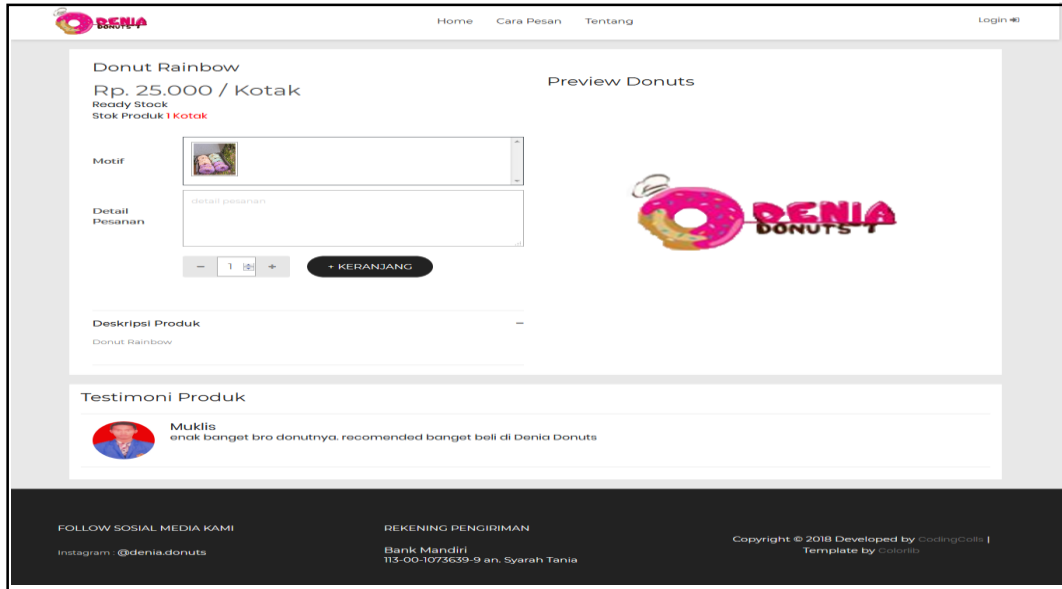 DENIA
DONUTS
Home Cara Pesan Tentang
Login
Donut Rainbow
Rp. 25.000 / Kotak
Ready Stock
Stok Produk 1 Kotak
Motif
Detail
Pesanan
detail pesanan
− 1 +
+ KERANJANG
Deskripsi Produk −
Donut Rainbow
Preview Donuts
DENIA
DONUTS
Testimoni Produk
Muklis
enak banget bro donutnya. recomended banget beli di Denia Donuts
FOLLOW SOSIAL MEDIA KAMI
Instagram : @denia.donuts
REKENING PENGIRIMAN
Bank Mandiri
113-00-1073639-9 an. Syarah Tania
Copyright © 2018 Developed by CodingColls |
Template by Colorlib